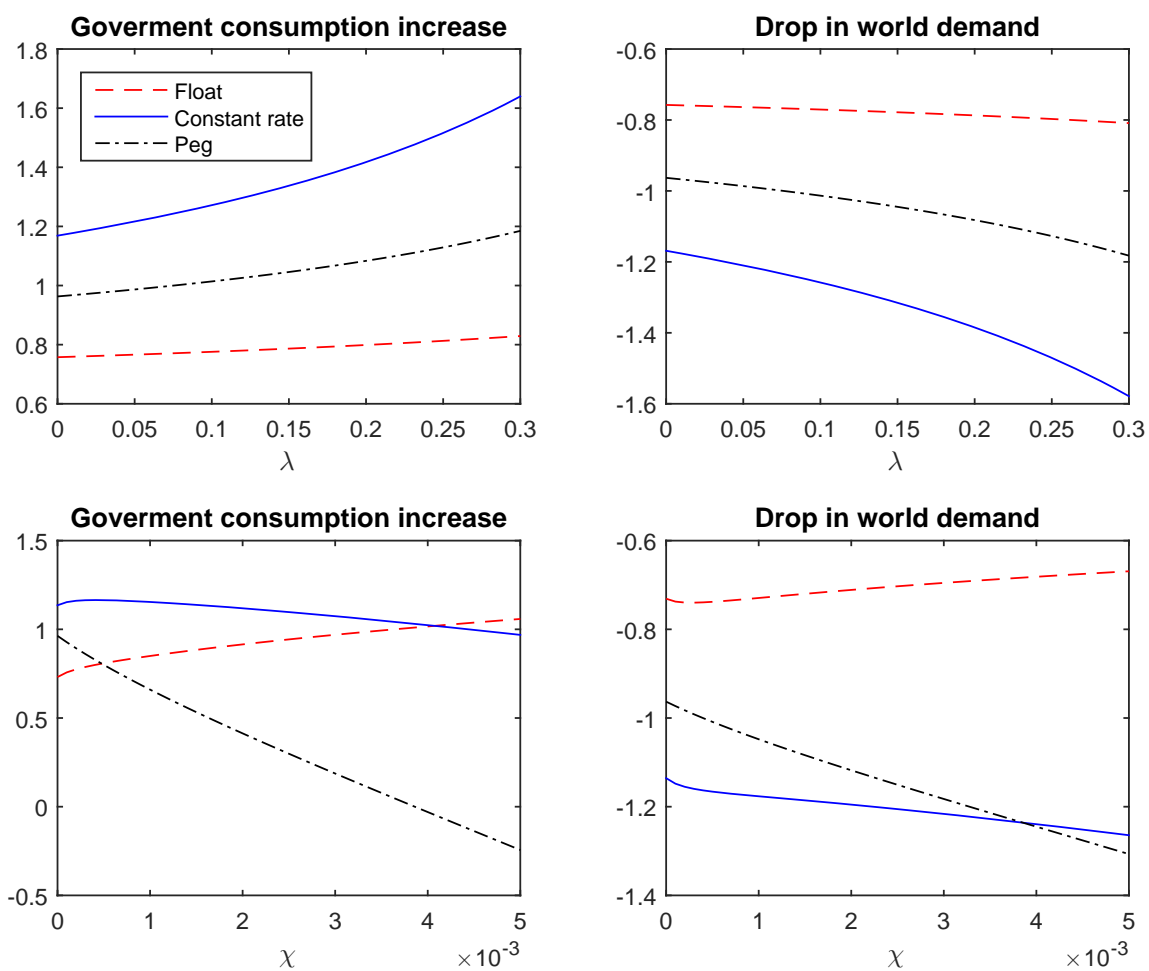 Goverment consumption increase
1.8
1.6
1.4
1.2
1
0.8
0.6
Float
Constant rate
Peg
0 0.05 0.1 0.15 0.2 0.25 0.3
λ
Drop in world demand
-0.6
-0.8
-1
-1.2
-1.4
-1.6
0 0.05 0.1 0.15 0.2 0.25 0.3
λ
Goverment consumption increase
1.5
1
0.5
0
-0.5
0 1 2 3 4 5
χ ×10⁻³
Drop in world demand
-0.6
-0.8
-1
-1.2
-1.4
0 1 2 3 4 5
χ ×10⁻³